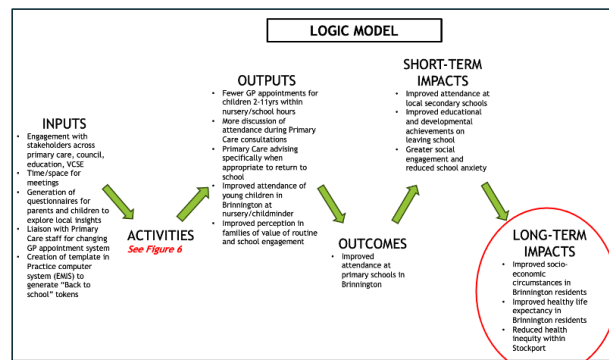 LOGIC MODEL
INPUTS
• Engagement with
stakeholders across
primary care, council,
education, VCSE
• Time/space for
meetings
• Generation of
questionnaires for
parents and children to
explore local insights
• Liaison with Primary
Care staff for changing
GP appointment system
• Creation of template in
Practice computer
system (EMIS) to
generate "Back to
school" tokens
ACTIVITIES
See Figure 6
OUTPUTS
• Fewer GP appointments for
children 2-11yrs within
nursery/school hours
• More discussion of
attendance during Primary
Care consultations
• Primary Care advising
specifically when
appropriate to return to
school
• Improved attendance of
young children in
Brinnington at
nursery/childminder
• Improved perception in
families of value of routine
and school engagement
OUTCOMES
• Improved
attendance at
primary schools in
Brinnington
SHORT-TERM
IMPACTS
• Improved attendance at
local secondary schools
• Improved educational
and developmental
achievements on
leaving school
• Greater social
engagement and
reduced school anxiety
LONG-TERM
IMPACTS
• Improved socio-
economic
circumstances in
Brinnington residents
• Improved healthy life
expectancy in
Brinnington residents
• Reduced health
inequity within
Stockport